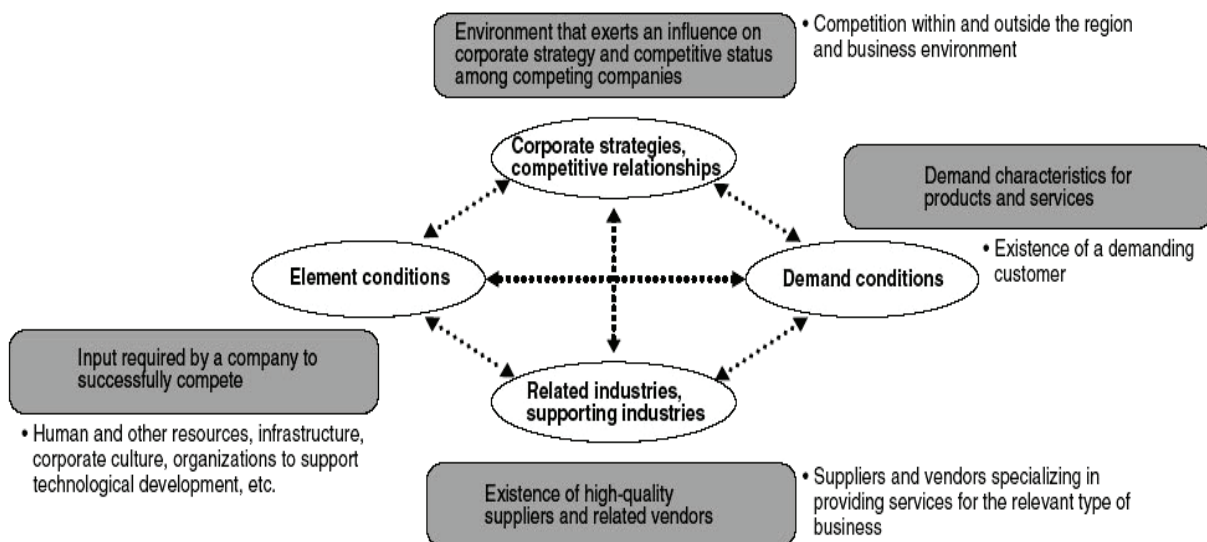 Environment that exerts an influence on
corporate strategy and competitive status
among competing companies
• Competition within and outside the region
and business environment
Corporate strategies,
competitive relationships
Demand characteristics for
products and services
• Existence of a demanding
customer
Element conditions
Demand conditions
Input required by a company to
successfully compete
• Human and other resources, infrastructure,
corporate culture, organizations to support
technological development, etc.
Related industries,
supporting industries
Existence of high-quality
suppliers and related vendors
• Suppliers and vendors specializing in
providing services for the relevant type of
business